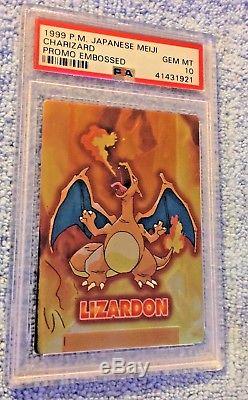 1999 P.M. JAPANESE MEIJI
CHARIZARD
PROMO EMBOSSED
GEM MT
10
PSA
41431921
LIZARDON